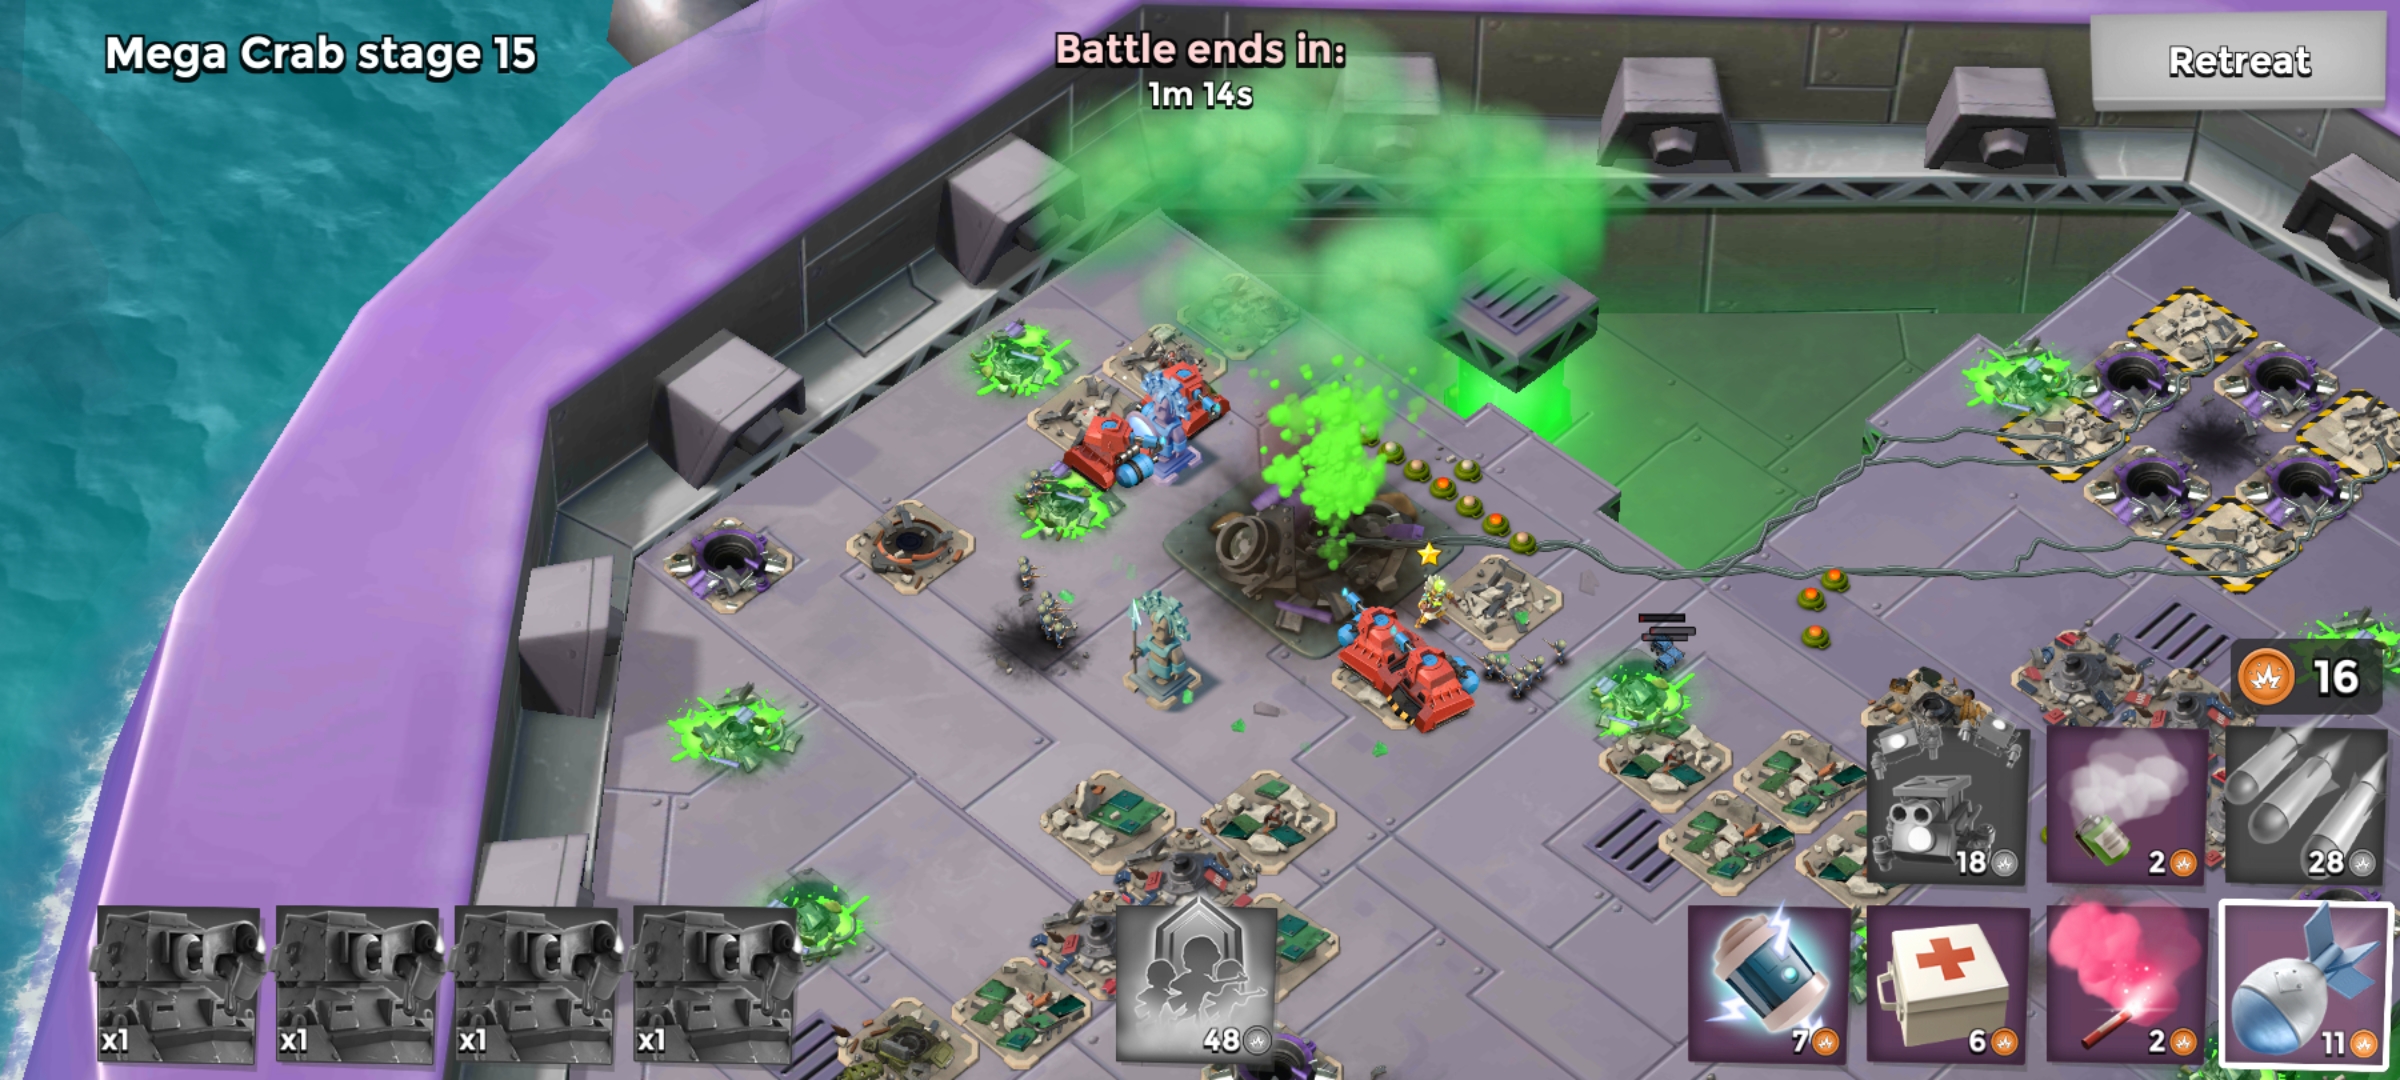 Mega Crab stage 15
Battle ends in:
1m 14s
Retreat
16
18
2
28
x1
x1
x1
x1
48
7
6
2
11